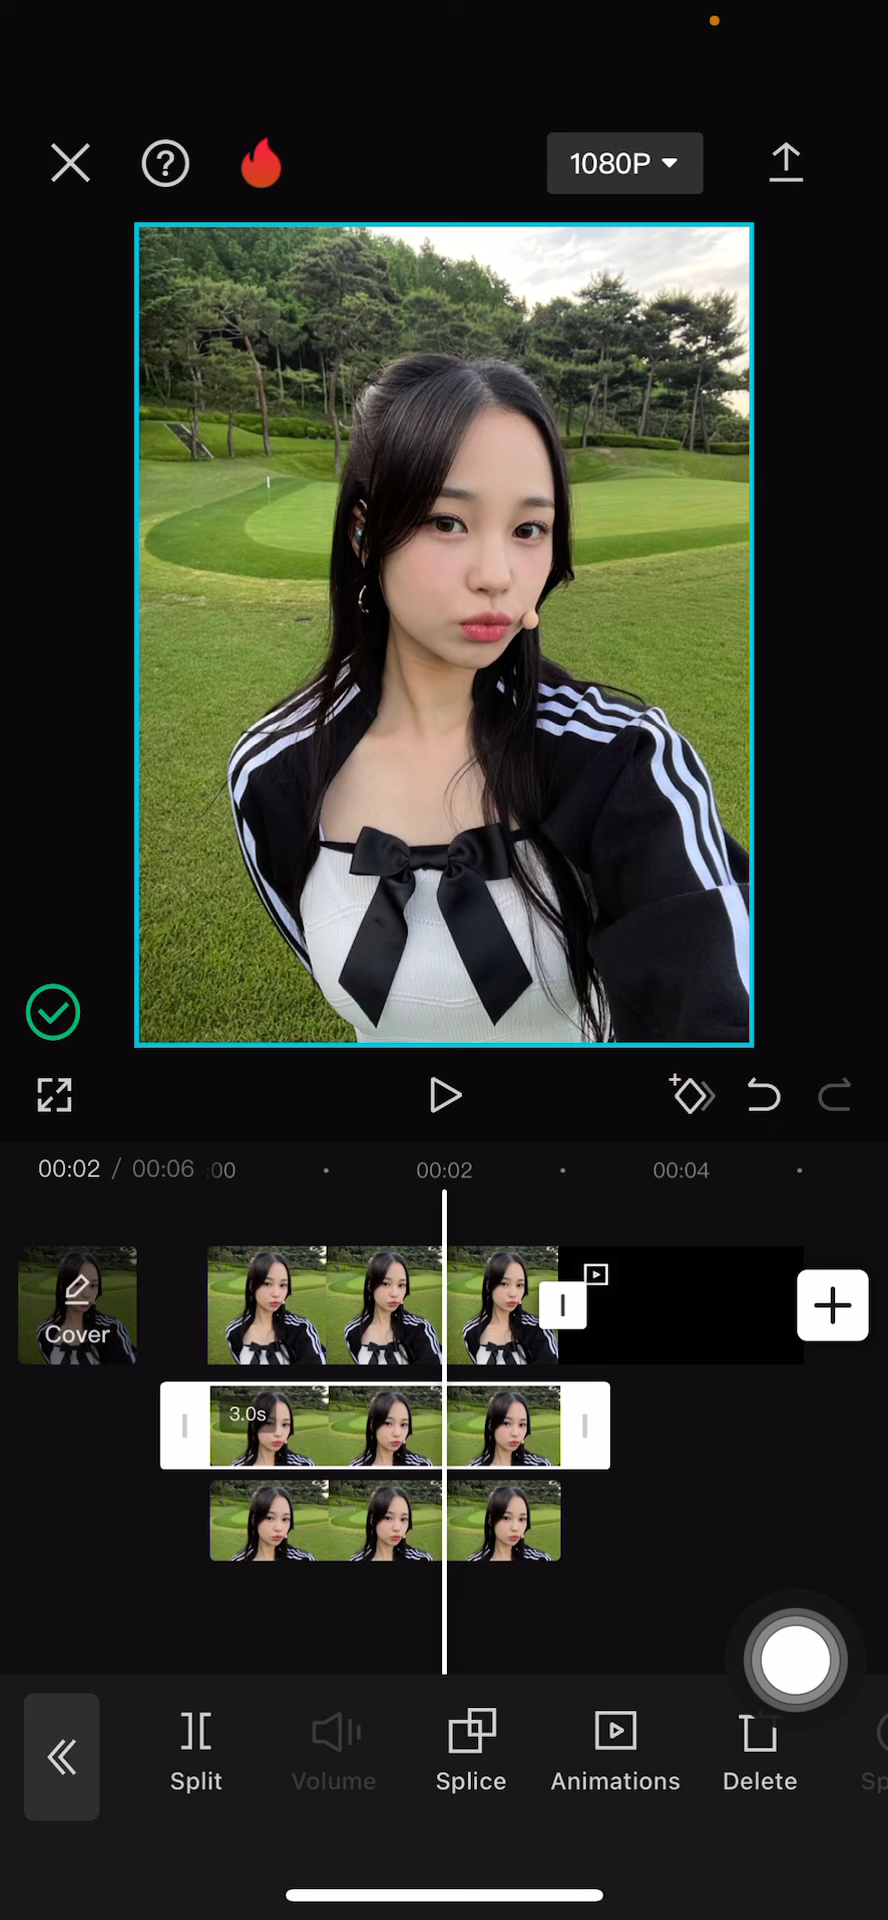 1080P
00:02 / 00:06
:00
00:02
00:04
Cover
3.0s
Split
Volume
Splice
Animations
Delete
Sp